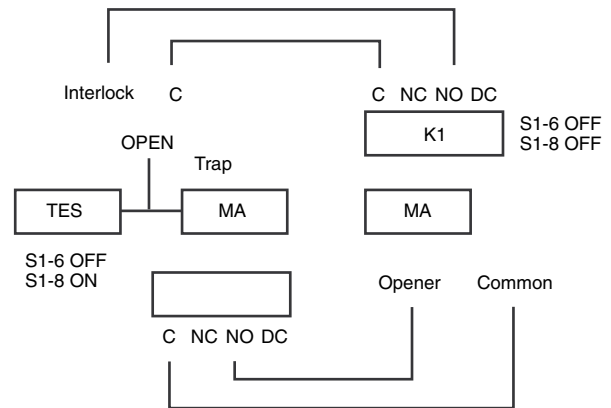 Interlock C
C NC NO DC
K1
S1-6 OFF
S1-8 OFF
OPEN
Trap
TES
MA
MA
S1-6 OFF
S1-8 ON
Opener Common
C NC NO DC